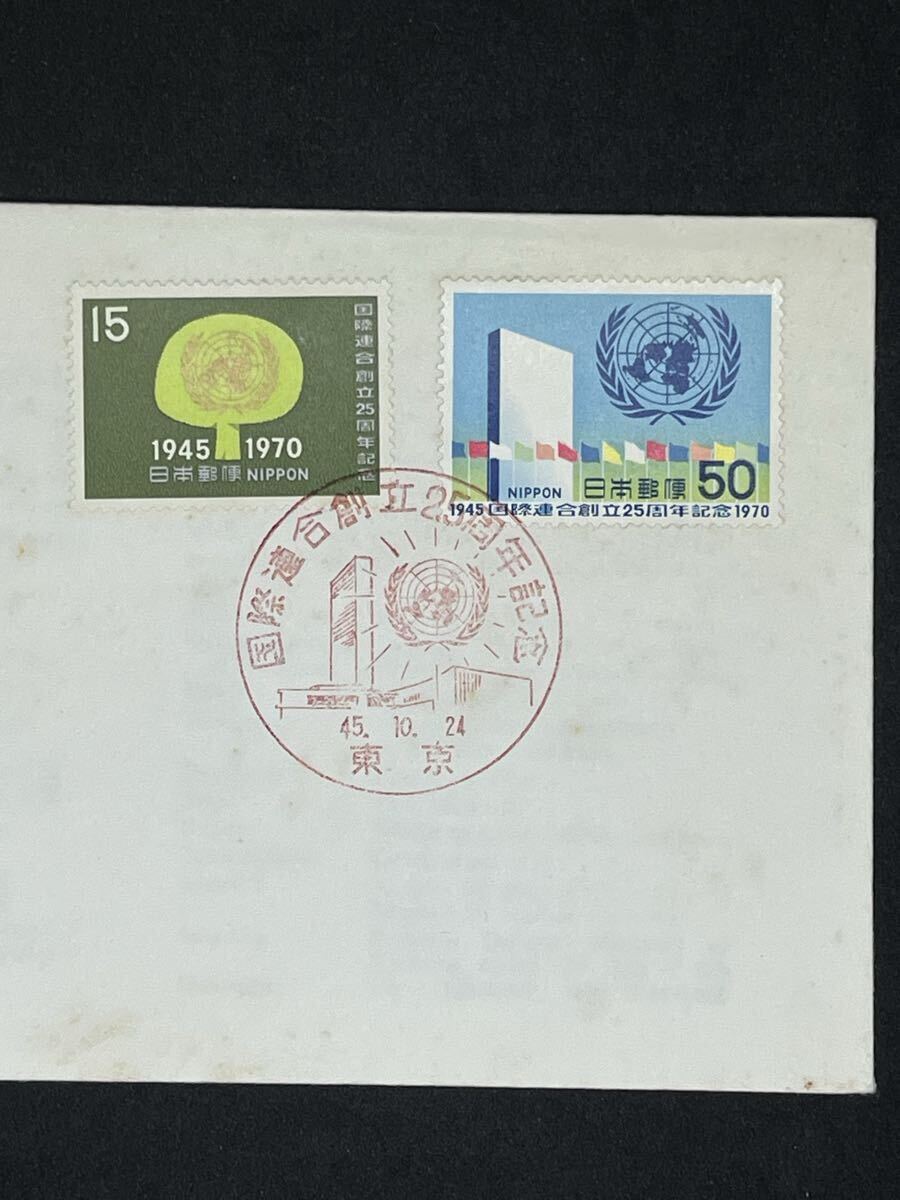 15
国際連合創立25周年記念
1945 1970
日本郵便 NIPPON
NIPPON 日本郵便 50
1945 国際連合創立25周年記念 1970
国際連合創立25周年記念
45. 10. 24
東京